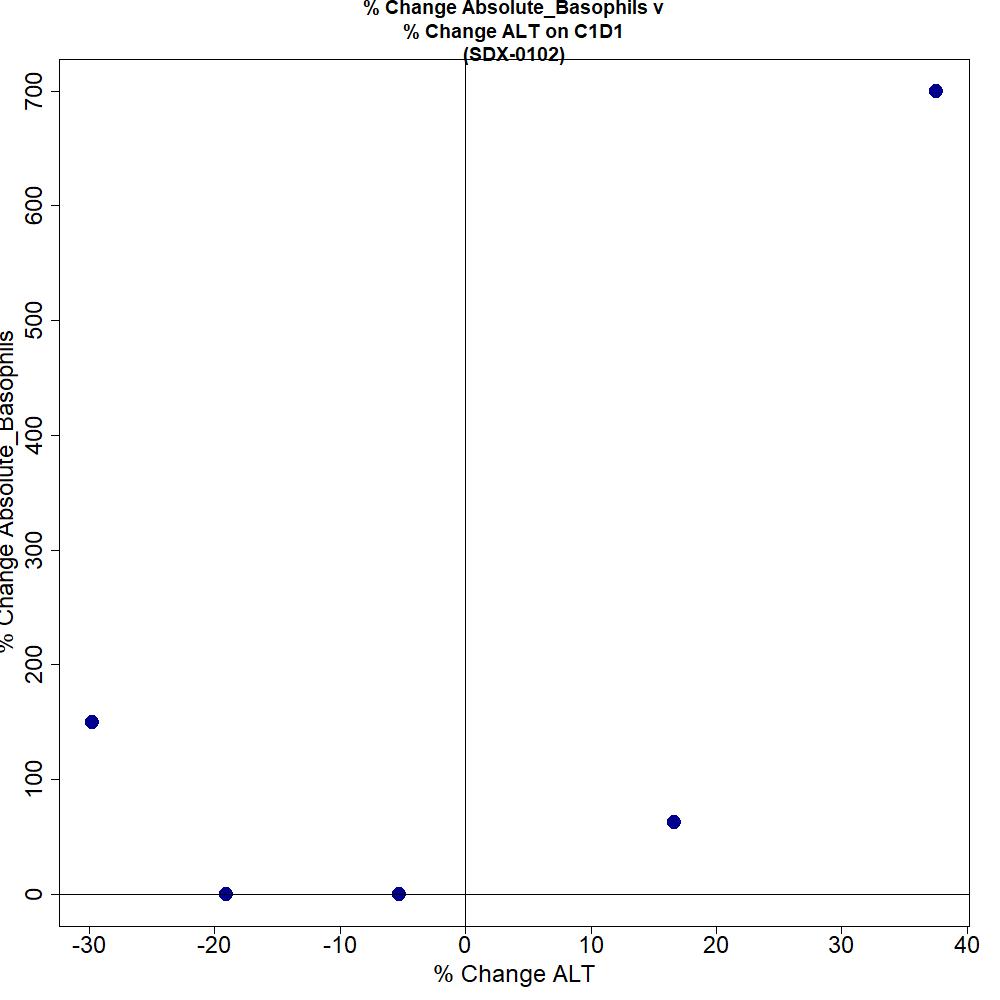 % Change Absolute_Basophils v
% Change ALT on C1D1
(SDX-0102)
% Change Absolute_Basophils
700
600
500
400
300
200
100
0
-30 -20 -10 0 10 20 30 40
% Change ALT